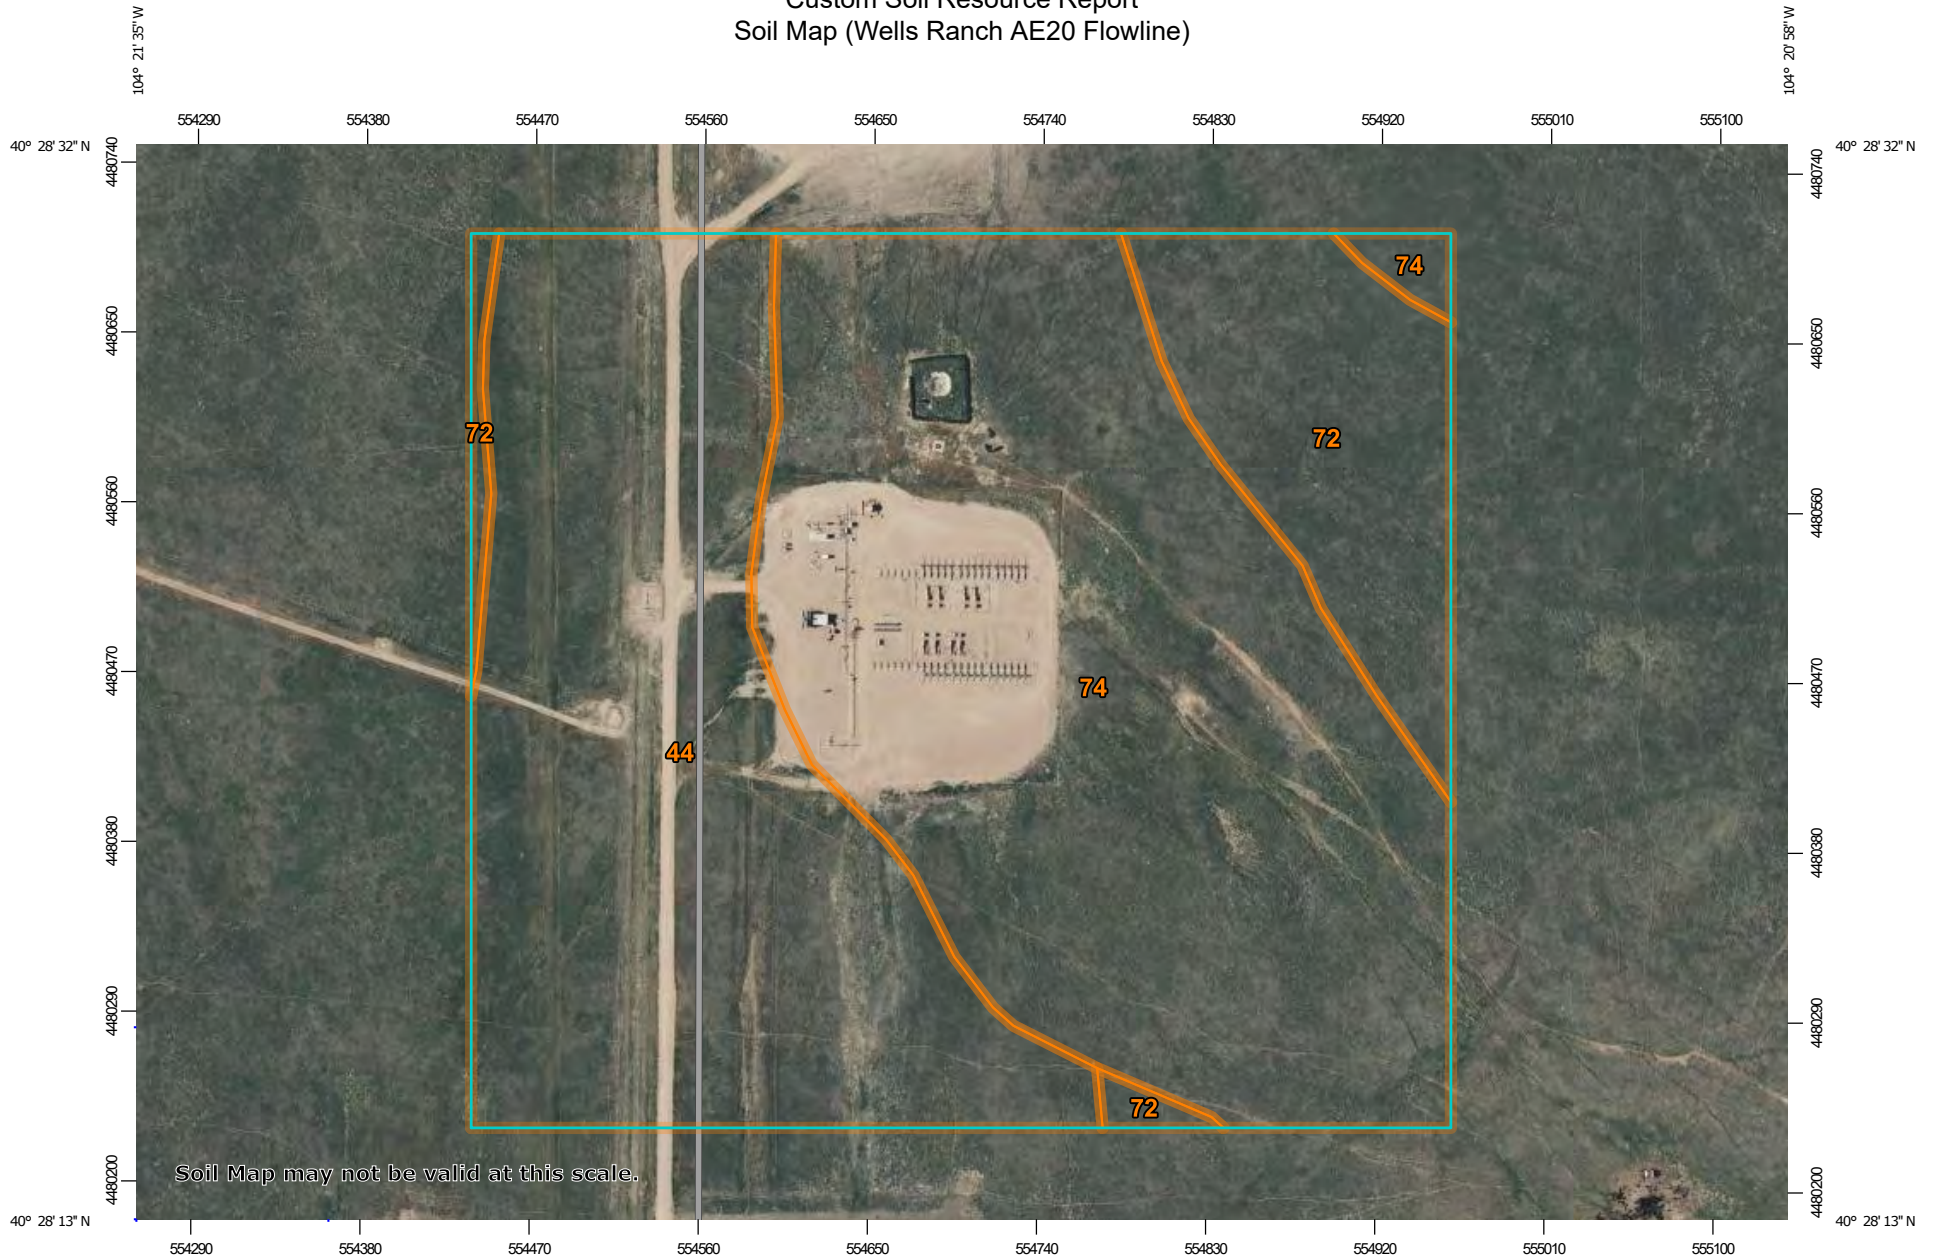 Custom Soil Resource Report
Soil Map (Wells Ranch AE20 Flowline)
104° 21' 35'' W
104° 20' 58'' W
554290 554380 554470 554560 554650 554740 554830 554920 555010 555100
40° 28' 32'' N
40° 28' 32'' N
4480740
4480740
74
4480650
4480650
72
72
4480560
4480560
4480470
4480470
74
44
4480380
4480380
4480290
4480290
72
Soil Map may not be valid at this scale.
4480200
4480200
40° 28' 13'' N
40° 28' 13'' N
554290 554380 554470 554560 554650 554740 554830 554920 555010 555100